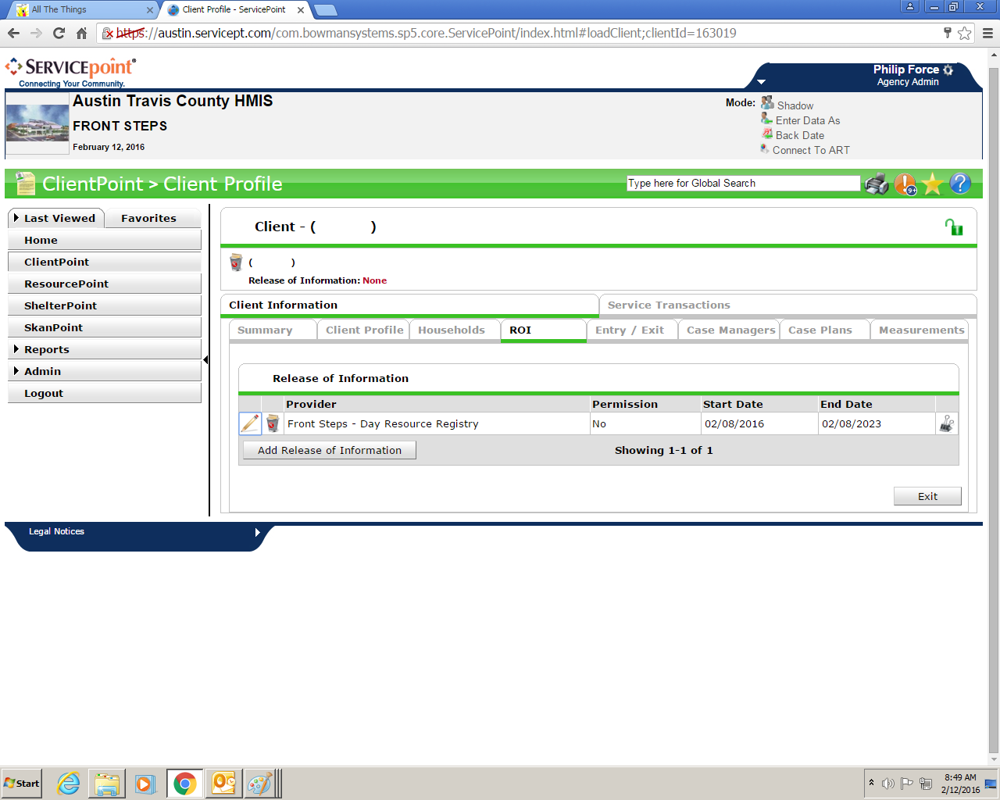 All The Things
Client Profile - ServicePoint
https://austin.servicept.com/com.bowmansystems.sp5.core.ServicePoint/index.html#loadClient;clientId=163019
SERVICEpoint®
Connecting Your Community.
Philip Force
Agency Admin
Austin Travis County HMIS
FRONT STEPS
February 12, 2016
Mode:
Shadow
Enter Data As
Back Date
Connect To ART
ClientPoint > Client Profile
Type here for Global Search
9+
?
Last Viewed
Favorites
Home
ClientPoint
ResourcePoint
ShelterPoint
SkanPoint
Reports
Admin
Logout
Client - ( )
( )
Release of Information: None
Client Information
Service Transactions
Summary
Client Profile
Households
ROI
Entry / Exit
Case Managers
Case Plans
Measurements
Release of Information
Provider Permission Start Date End Date
Front Steps - Day Resource Registry No 02/08/2016 02/08/2023
Add Release of Information
Showing 1-1 of 1
Exit
Legal Notices
Start
8:49 AM
2/12/2016